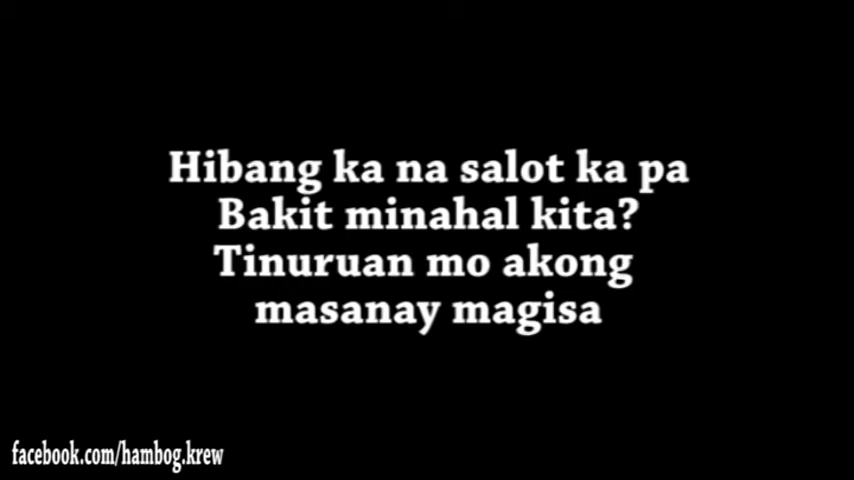 Hibang ka na salot ka pa
Bakit minahal kita?
Tinuruan mo akong
masanay magisa
facebook.com/hambog.krew